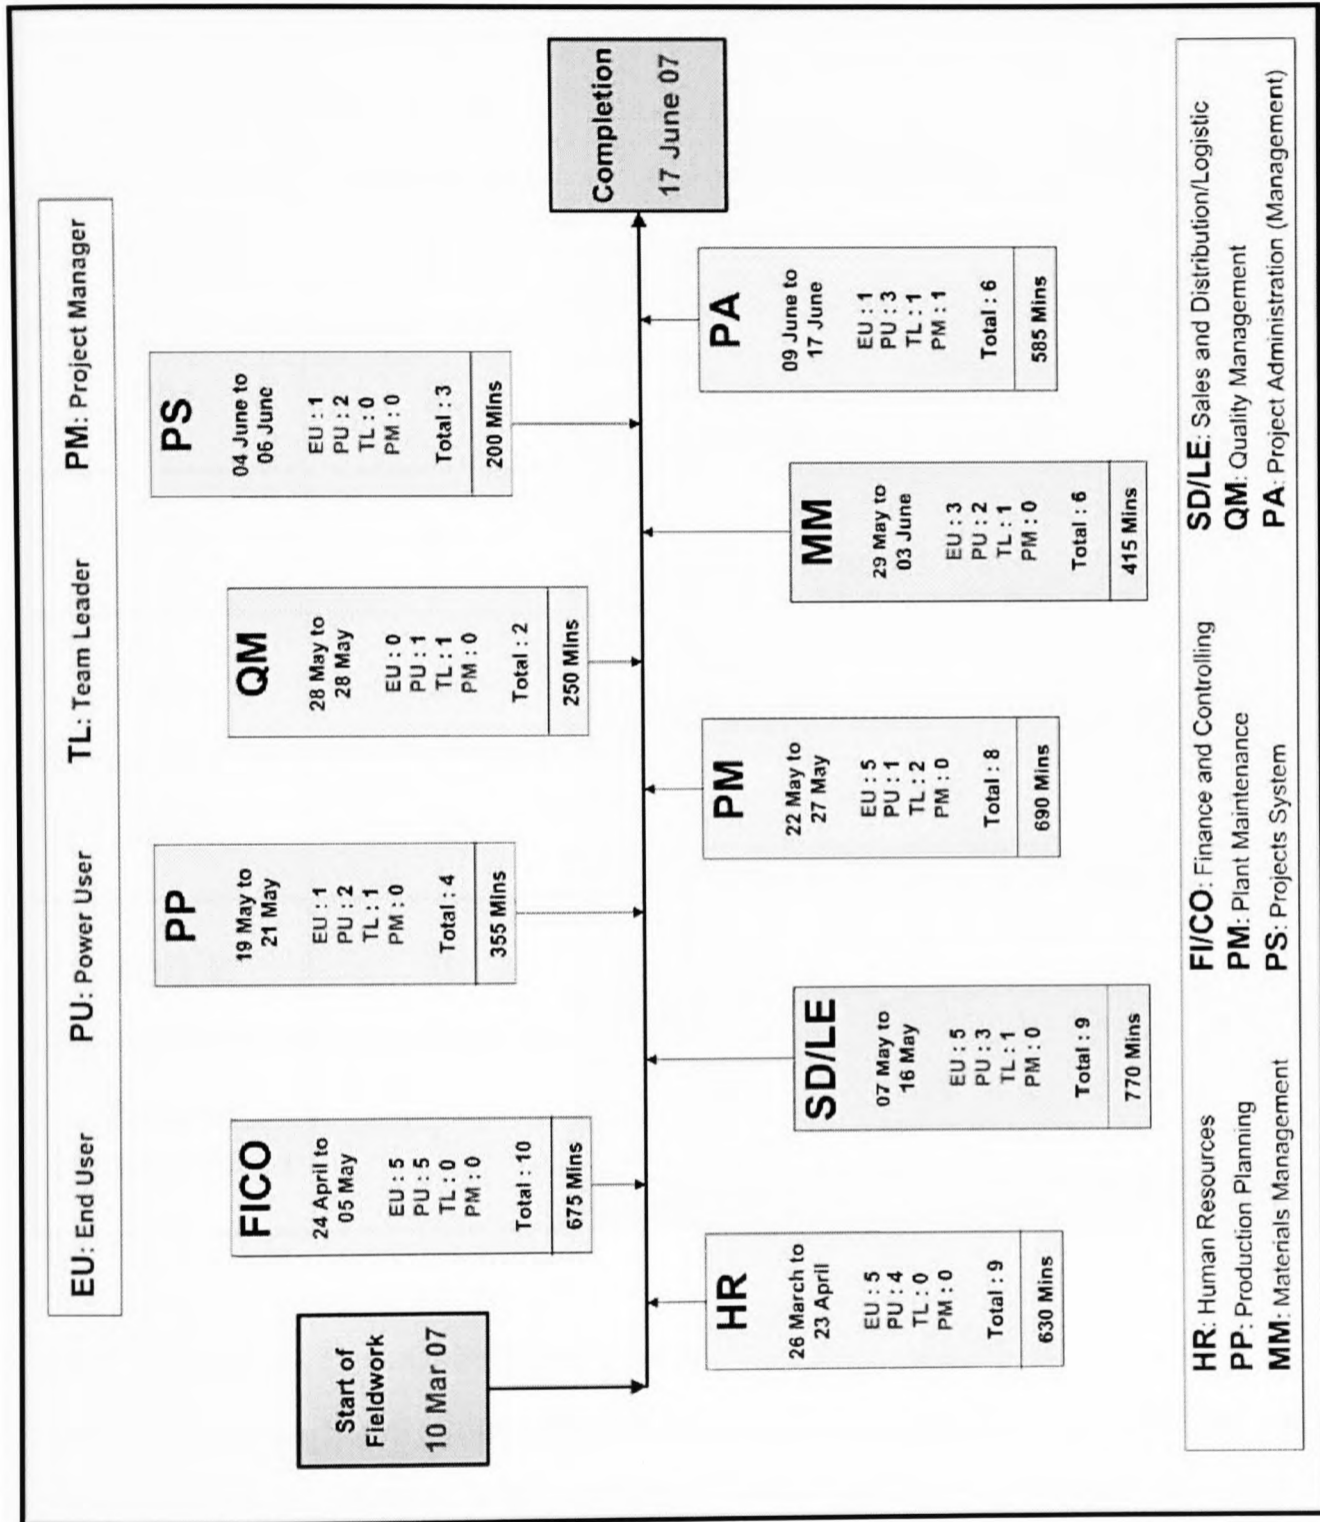 EU: End User PU: Power User TL: Team Leader PM: Project Manager
Start of
Fieldwork
10 Mar 07
HR
26 March to
23 April
EU : 5
PU : 4
TL : 0
PM : 0
Total : 9
630 Mins
FICO
24 April to
05 May
EU : 5
PU : 5
TL : 0
PM : 0
Total : 10
675 Mins
SD/LE
07 May to
16 May
EU : 5
PU : 3
TL : 1
PM : 0
Total : 9
770 Mins
PP
19 May to
21 May
EU : 1
PU : 2
TL : 1
PM : 0
Total : 4
355 Mins
PM
22 May to
27 May
EU : 5
PU : 1
TL : 2
PM : 0
Total : 8
690 Mins
QM
28 May to
28 May
EU : 0
PU : 1
TL : 1
PM : 0
Total : 2
250 Mins
MM
29 May to
03 June
EU : 3
PU : 2
TL : 1
PM : 0
Total : 6
415 Mins
PS
04 June to
06 June
EU : 1
PU : 2
TL : 0
PM : 0
Total : 3
200 Mins
PA
09 June to
17 June
EU : 1
PU : 3
TL : 1
PM : 1
Total : 6
585 Mins
Completion
17 June 07
HR: Human Resources FI/CO: Finance and Controlling SD/LE: Sales and Distribution/Logistic
PP: Production Planning PM: Plant Maintenance QM: Quality Management
MM: Materials Management PS: Projects System PA: Project Administration (Management)